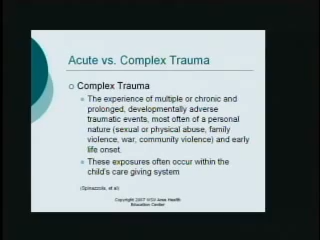 Acute vs. Complex Trauma
Complex Trauma
The experience of multiple or chronic and
prolonged, developmentally adverse
traumatic events, most often of a personal
nature (sexual or physical abuse, family
violence, war, community violence) and early
life onset.
These exposures often occur within the
child's care giving system
(Spinazzola, et al)
Copyright 2007 Area Health
Education Center